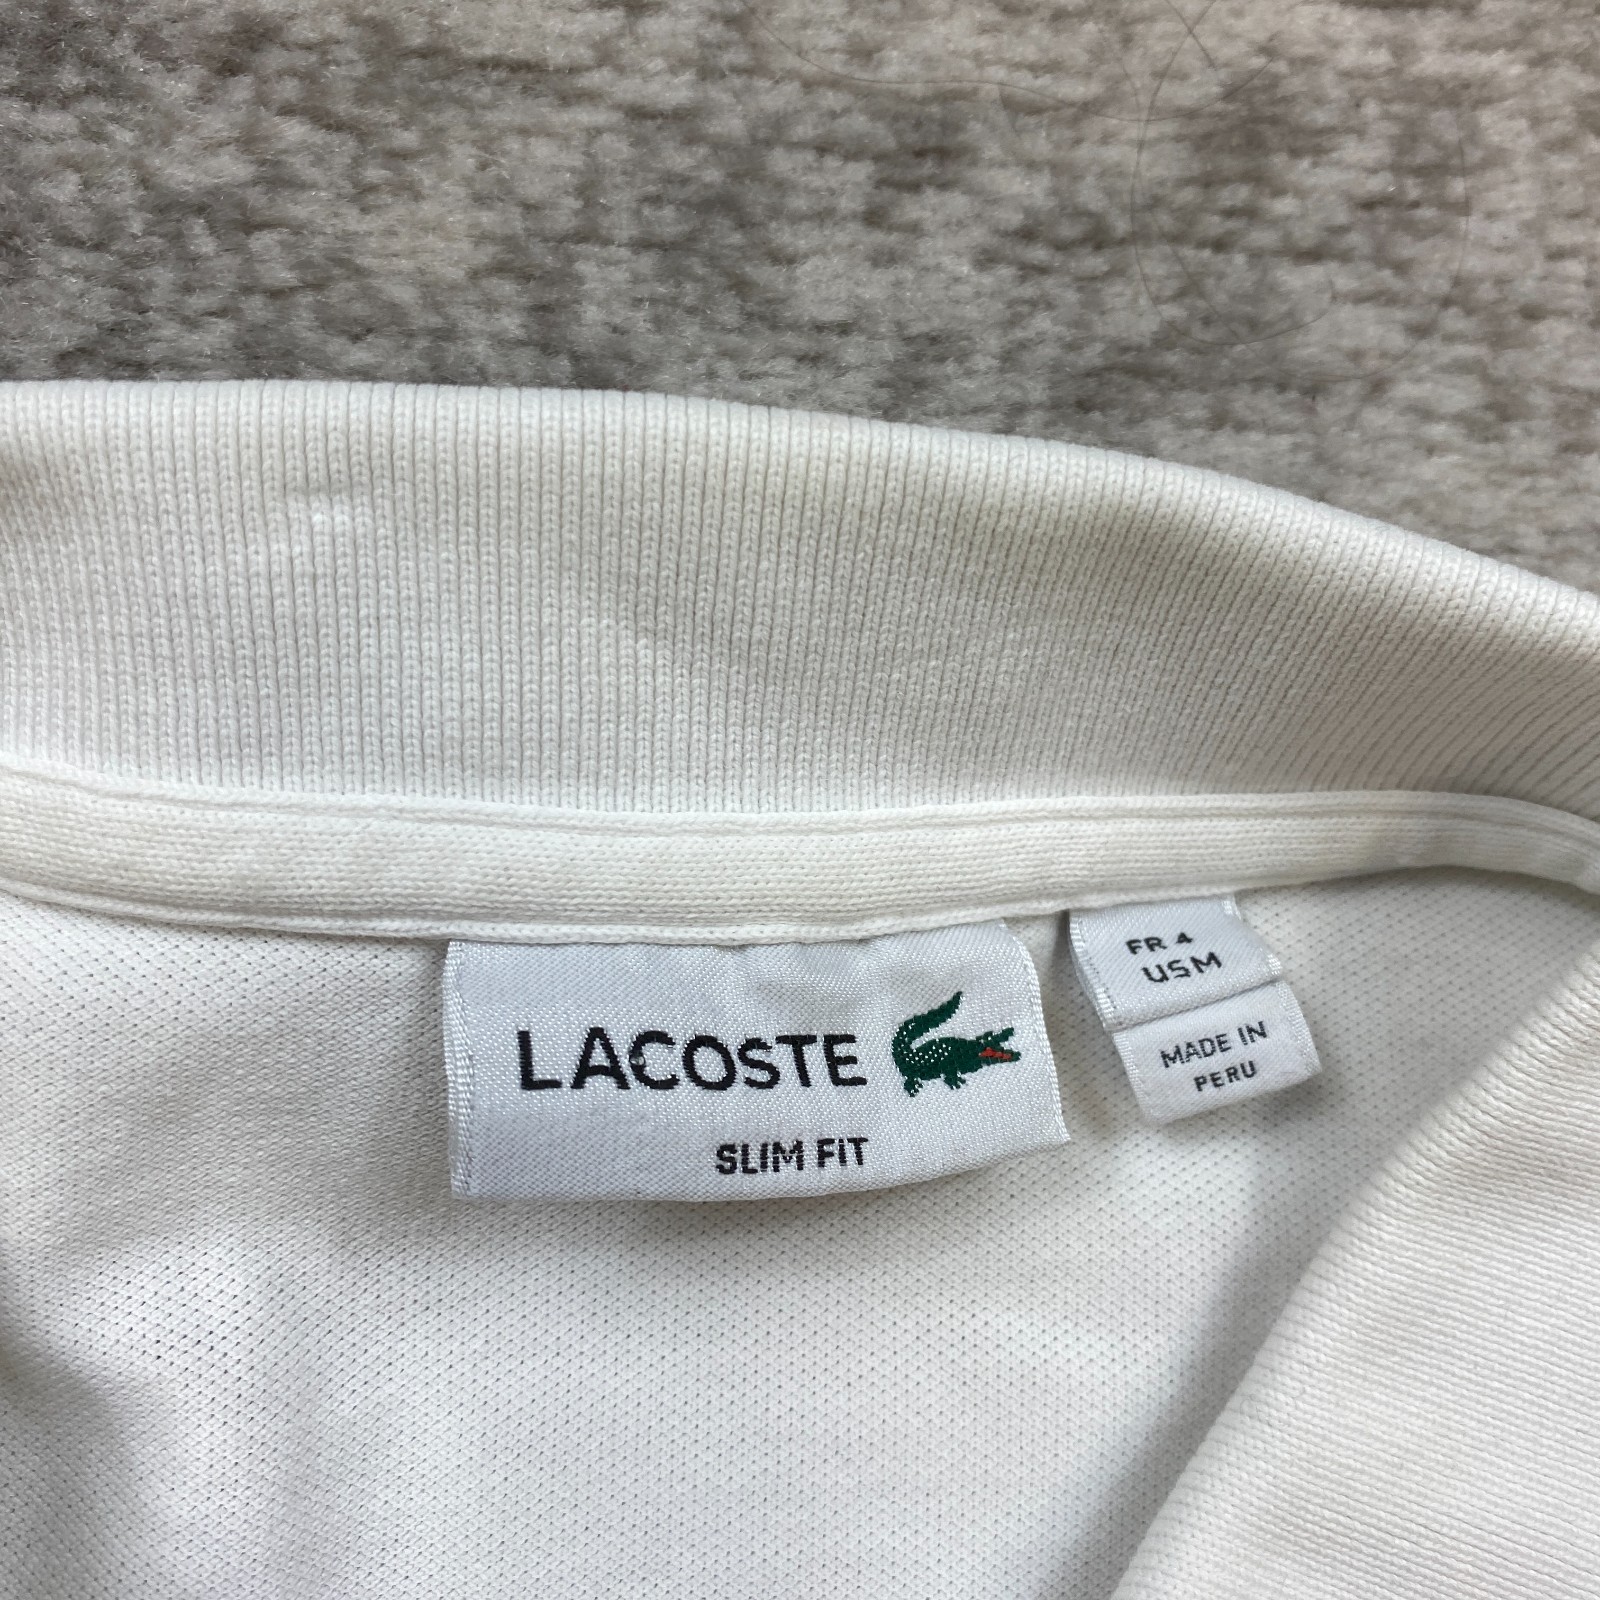 LACOSTE
SLIM FIT
FR 4
US M
MADE IN
PERU